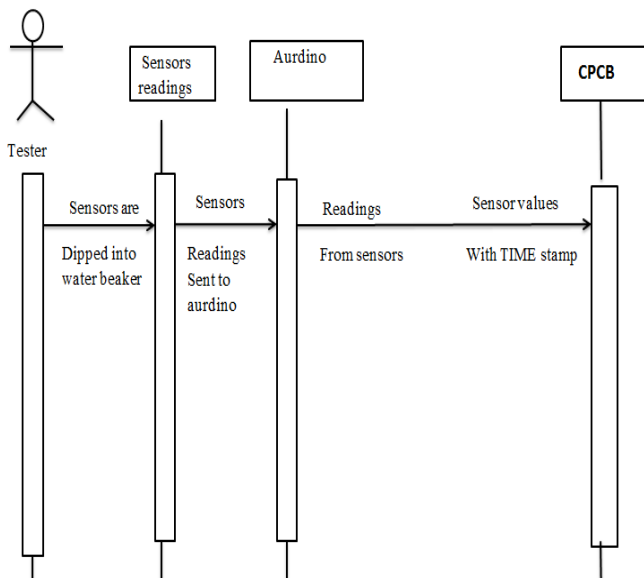 Sensors
readings
Aurdino
CPCB
Tester
Sensors are
Dipped into
water beaker
Sensors
Readings
Sent to
aurdino
Readings
From sensors
Sensor values
With TIME stamp